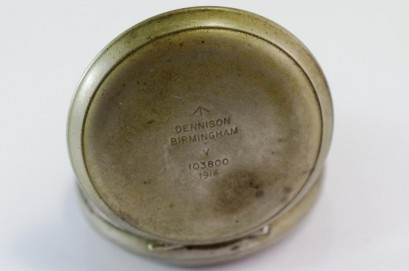 DENNISON
BIRMINGHAM
V
103800
1918